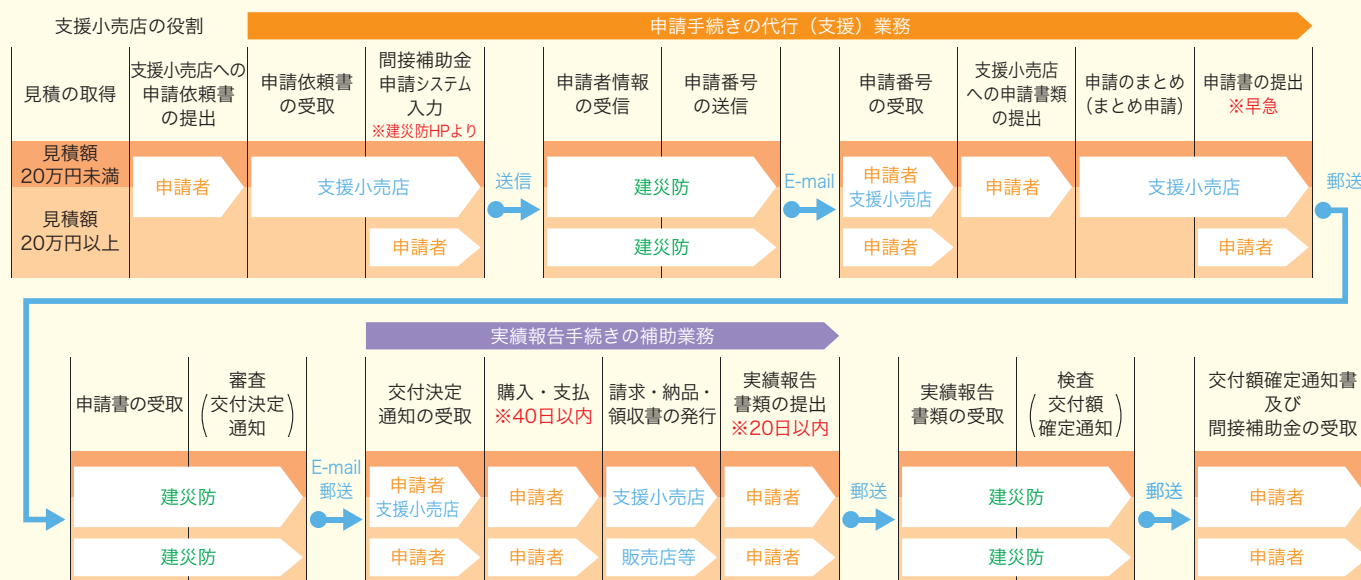 支援小売店の役割
申請手続きの代行（支援）業務
見積の取得
支援小売店への
申請依頼書
の提出
申請依頼書
の受取
間接補助金
申請システム
入力
※建災防HPより
申請者情報
の受信
申請番号
の送信
申請番号
の受取
支援小売店
への申請書類
の提出
申請のまとめ
(まとめ申請)
申請書の提出
※早急
見積額
20万円未満
申請者
支援小売店
送信
建災防
E-mail
申請者
支援小売店
申請者
支援小売店
郵送
見積額
20万円以上
申請者
建災防
申請者
申請者
実績報告手続きの補助業務
申請書の受取
審査
(交付決定
通知)
交付決定
通知の受取
購入・支払
※40日以内
請求・納品・
領収書の発行
実績報告
書類の提出
※20日以内
実績報告
書類の受取
検査
(交付額
確定通知)
交付額確定通知書
及び
間接補助金の受取
建災防
E-mail
郵送
申請者
支援小売店
申請者
支援小売店
申請者
郵送
建災防
郵送
申請者
建災防
申請者
申請者
販売店等
申請者
建災防
申請者